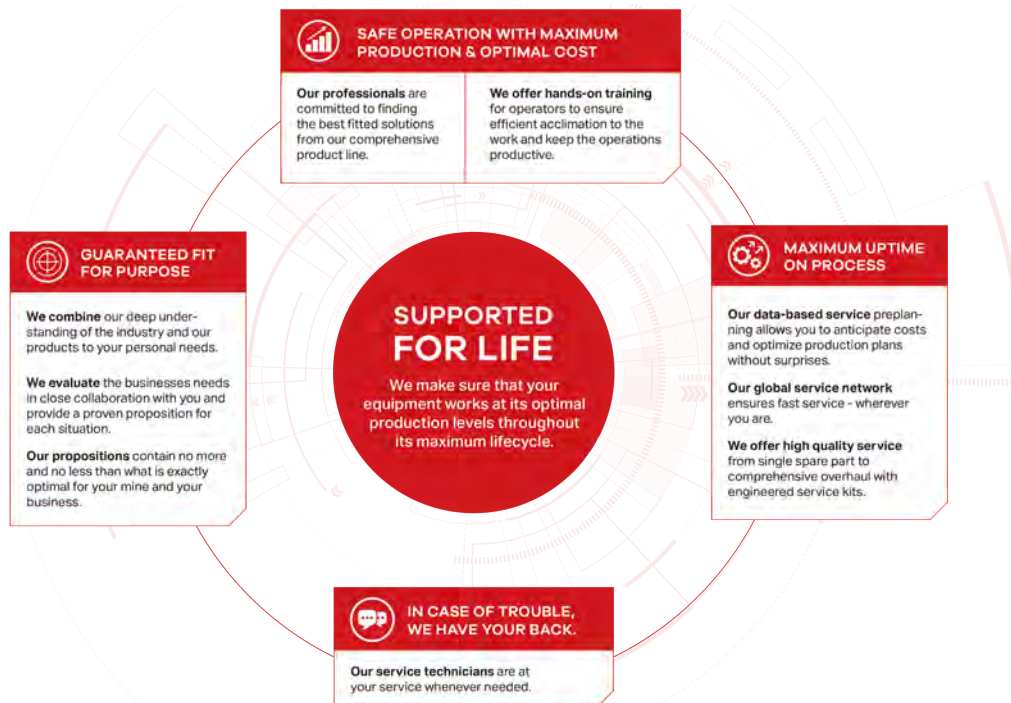 SAFE OPERATION WITH MAXIMUM
PRODUCTION & OPTIMAL COST
Our professionals are
committed to finding
the best fitted solutions
from our comprehensive
product line.
We offer hands-on training
for operators to ensure
efficient acclimation to the
work and keep the operations
productive.
GUARANTEED FIT
FOR PURPOSE
We combine our deep under-
standing of the industry and our
products to your personal needs.
We evaluate the businesses needs
in close collaboration with you and
provide a proven proposition for
each situation.
Our propositions contain no more
and no less than what is exactly
optimal for your mine and your
business.
SUPPORTED
FOR LIFE
We make sure that your
equipment works at its optimal
production levels throughout
its maximum lifecycle.
MAXIMUM UPTIME
ON PROCESS
Our data-based service preplan-
ning allows you to anticipate costs
and optimize production plans
without surprises.
Our global service network
ensures fast service - wherever
you are.
We offer high quality service
from single spare part to
comprehensive overhaul with
engineered service kits.
IN CASE OF TROUBLE,
WE HAVE YOUR BACK.
Our service technicians are at
your service whenever needed.